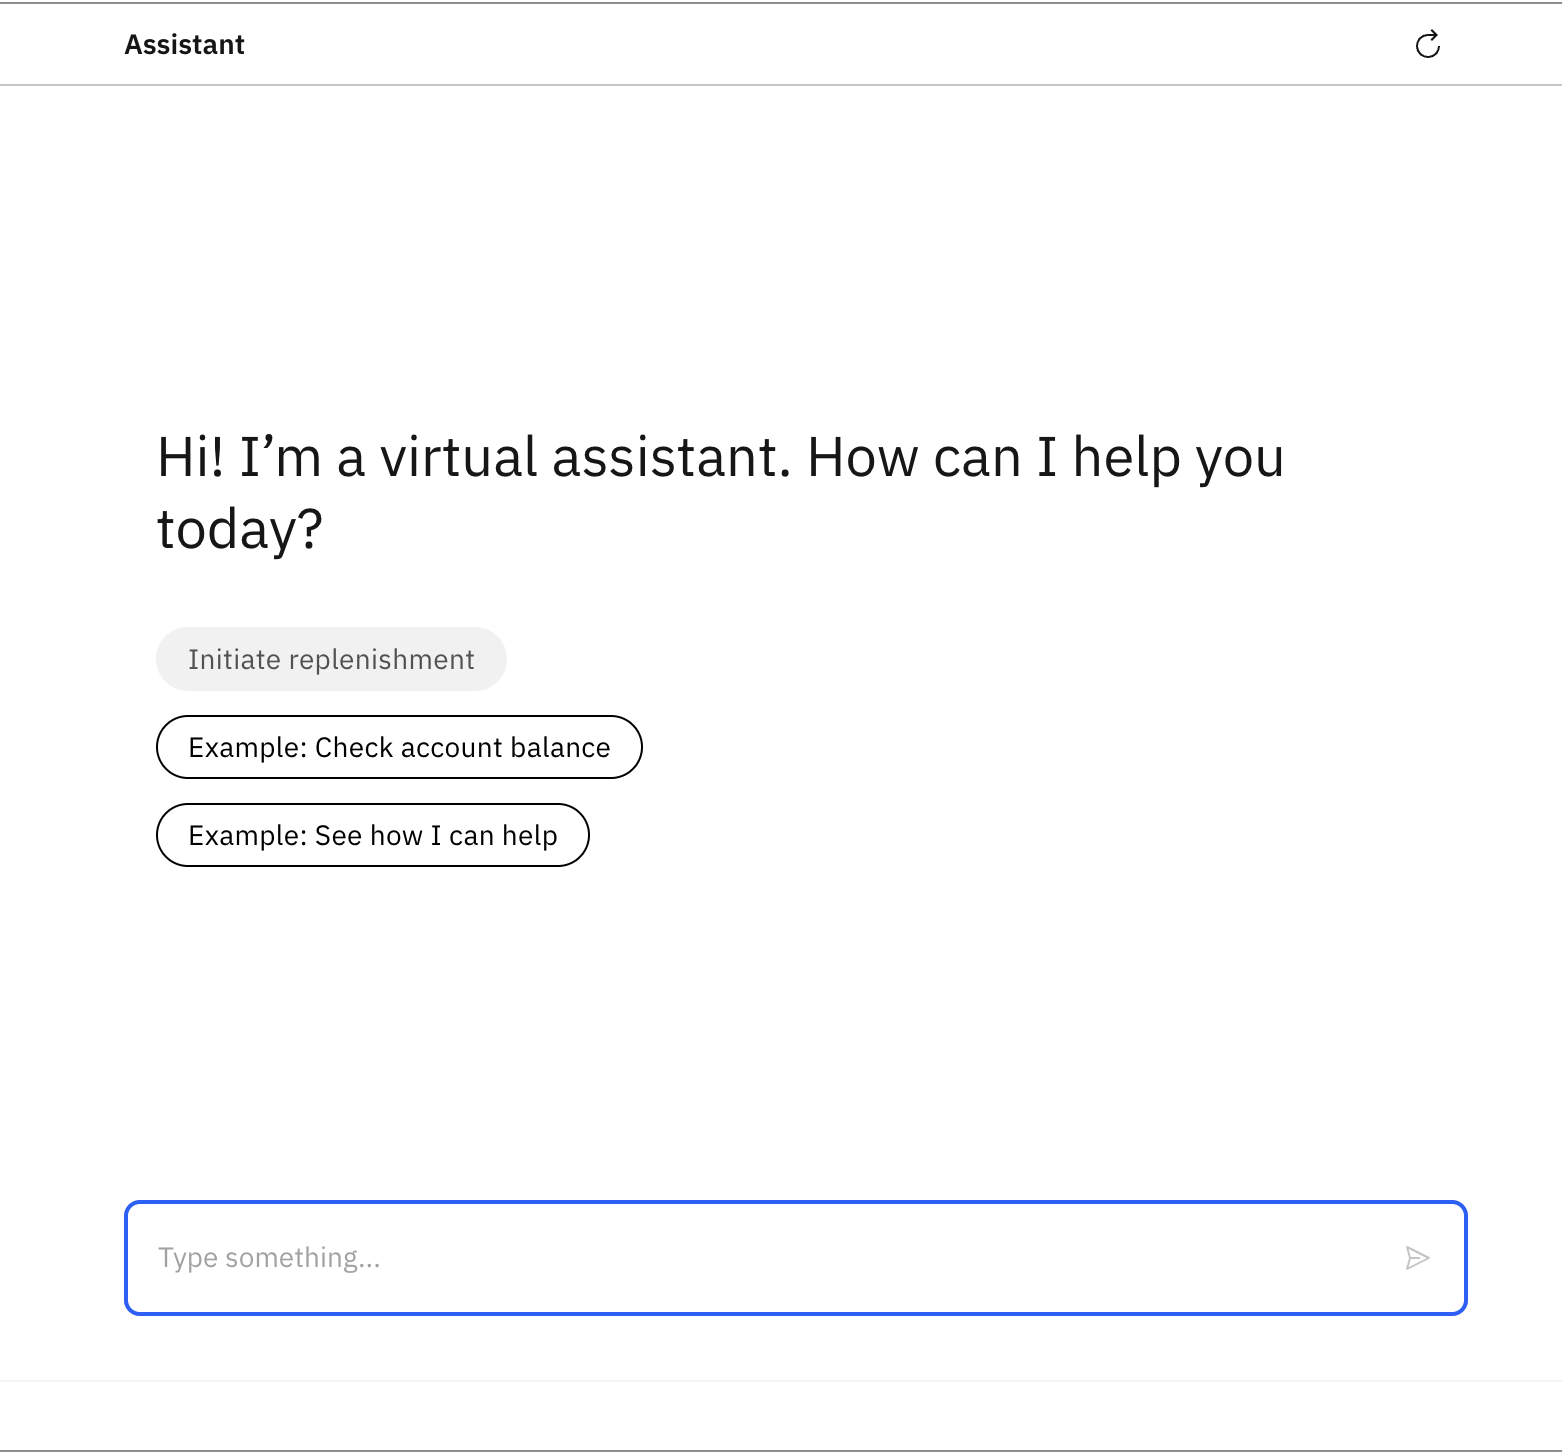 Assistant
Hi! I’m a virtual assistant. How can I help you
today?
Initiate replenishment
Example: Check account balance
Example: See how I can help
Type something...